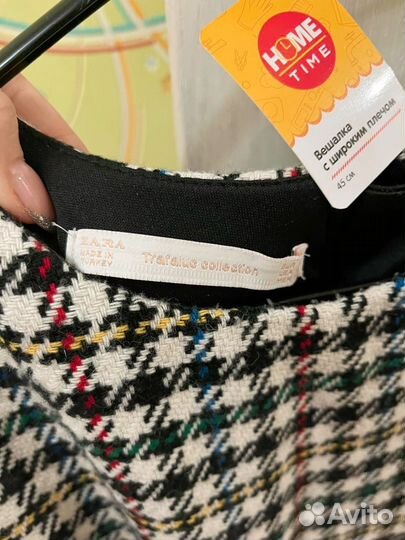 HOME
TIME
Вешалка
с широким плечом
45 см
ZARA
MADE IN
TURKEY
Trafaluc collection
Avito